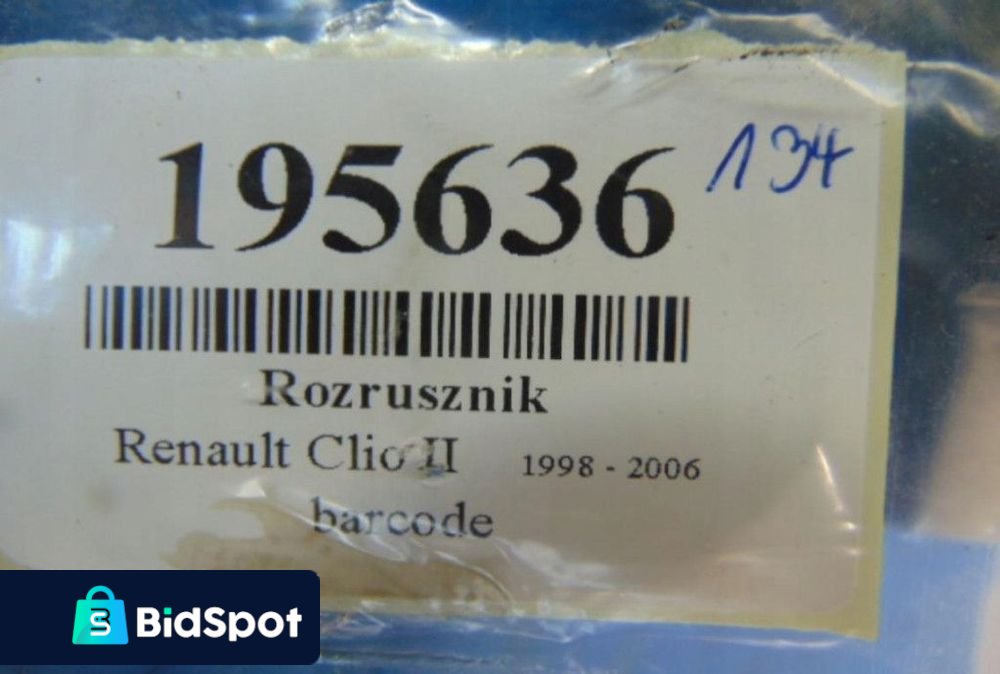 195636 134
Rozrusznik
Renault Clio II 1998 - 2006
barcode
BidSpot